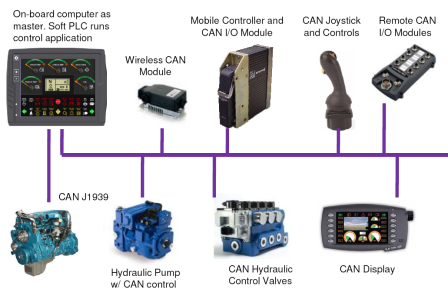 On-board computer as
master. Soft PLC runs
control application
Wireless CAN
Module
Mobile Controller and
CAN I/O Module
CAN Joystick
and Controls
Remote CAN
I/O Modules
CAN J1939
Hydraulic Pump
w/ CAN control
CAN Hydraulic
Control Valves
CAN Display